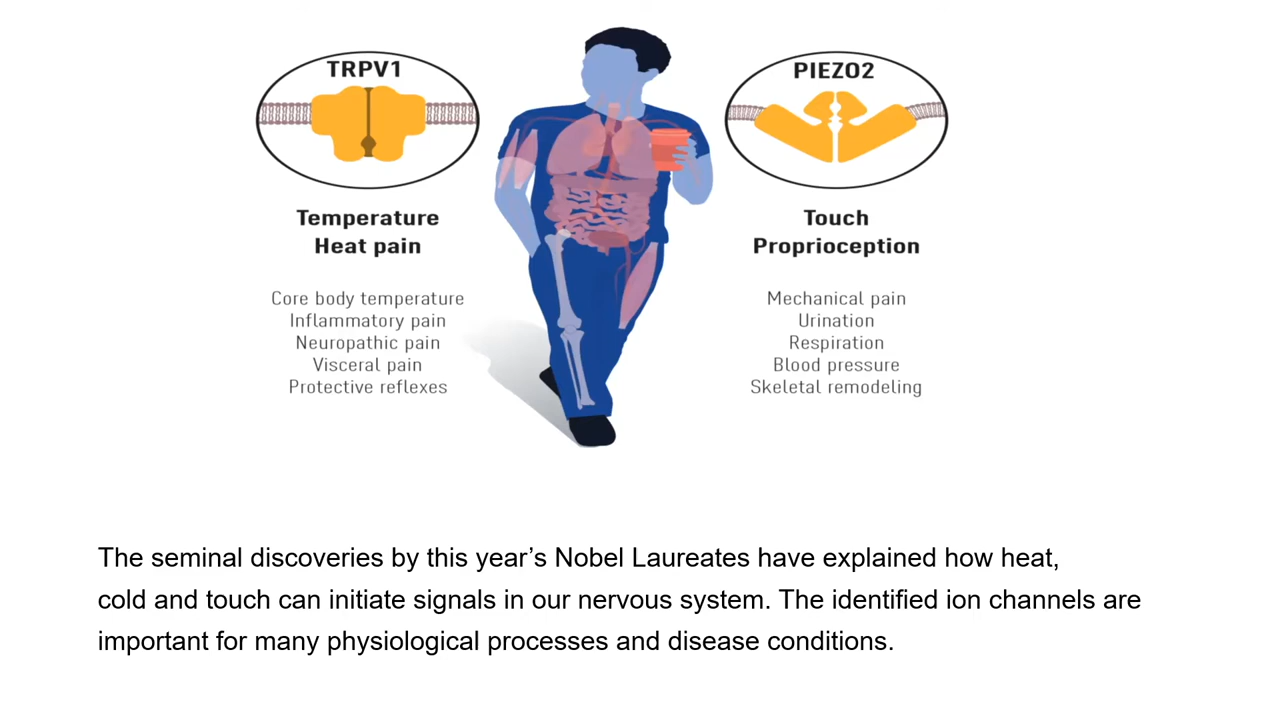 TRPV1
Temperature
Heat pain
Core body temperature
Inflammatory pain
Neuropathic pain
Visceral pain
Protective reflexes
PIEZO2
Touch
Proprioception
Mechanical pain
Urination
Respiration
Blood pressure
Skeletal remodeling
The seminal discoveries by this year’s Nobel Laureates have explained how heat,
cold and touch can initiate signals in our nervous system. The identified ion channels are
important for many physiological processes and disease conditions.